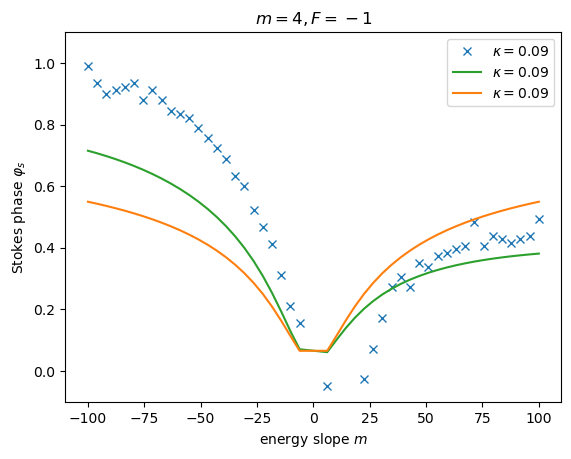 m = 4, F = −1
κ = 0.09
κ = 0.09
κ = 0.09
Stokes phase φₛ
1.0
0.8
0.6
0.4
0.2
0.0
−100 −75 −50 −25 0 25 50 75 100
energy slope m